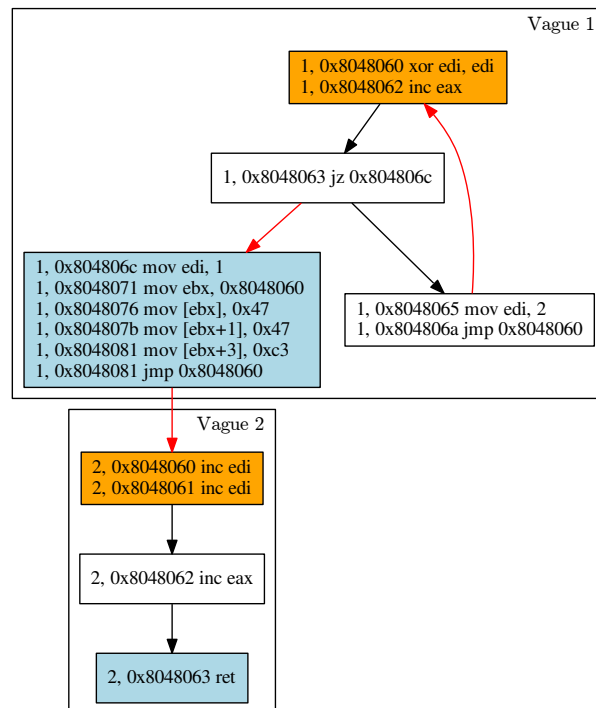 Vague 1
1, 0x8048060 xor edi, edi
1, 0x8048062 inc eax
1, 0x8048063 jz 0x804806c
1, 0x804806c mov edi, 1
1, 0x8048071 mov ebx, 0x8048060
1, 0x8048076 mov [ebx], 0x47
1, 0x804807b mov [ebx+1], 0x47
1, 0x8048081 mov [ebx+3], 0xc3
1, 0x8048081 jmp 0x8048060
1, 0x8048065 mov edi, 2
1, 0x804806a jmp 0x8048060
Vague 2
2, 0x8048060 inc edi
2, 0x8048061 inc edi
2, 0x8048062 inc eax
2, 0x8048063 ret